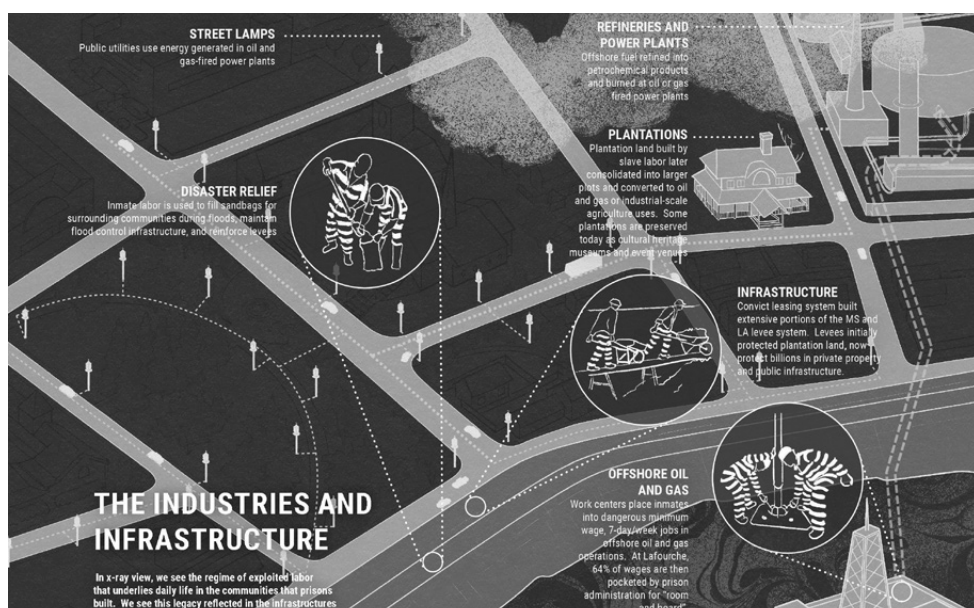 STREET LAMPS
Public utilities use energy generated in oil and
gas-fired power plants
REFINERIES AND
POWER PLANTS
Offshore fuel refined into
petrochemical products
and burned at oil or gas
fired power plants
PLANTATIONS
Plantation land built by
slave labor later
consolidated into larger
plots and converted to oil
and gas or industrial-scale
agriculture uses. Some
plantations are preserved
today as cultural heritage
museums and event venues
DISASTER RELIEF
Inmate labor is used to fill sandbags for
surrounding communities during floods, maintain
flood control infrastructure, and reinforce levees
INFRASTRUCTURE
Convict leasing system built
extensive portions of the MS and
LA levee system. Levees initially
protected plantation land, now
protect billions in private property
and public infrastructure.
OFFSHORE OIL
AND GAS
Work centers place inmates
into dangerous minimum
wage, 7-day/week jobs in
offshore oil and gas
operations. At Lafourche,
64% of wages are then
pocketed by prison
administration for "room
and board"
THE INDUSTRIES AND
INFRASTRUCTURE
In x-ray view, we see the regime of exploited labor
that underlies daily life in the communities that prisons
built. We see this legacy reflected in the infrastructures